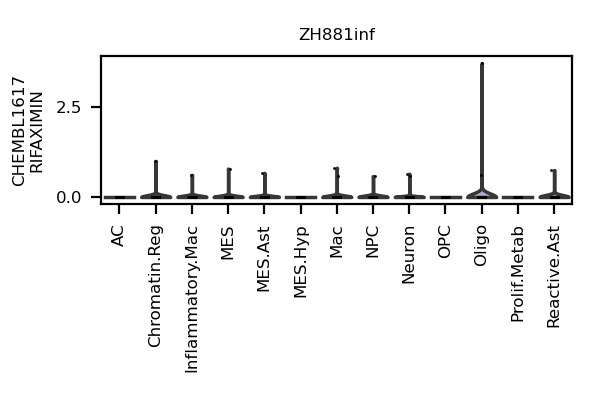 ZH881inf
CHEMBL1617
RIFAXIMIN
2.5
0.0
AC
Chromatin.Reg
Inflammatory.Mac
MES
MES.Ast
MES.Hyp
Mac
NPC
Neuron
OPC
Oligo
Prolif.Metab
Reactive.Ast